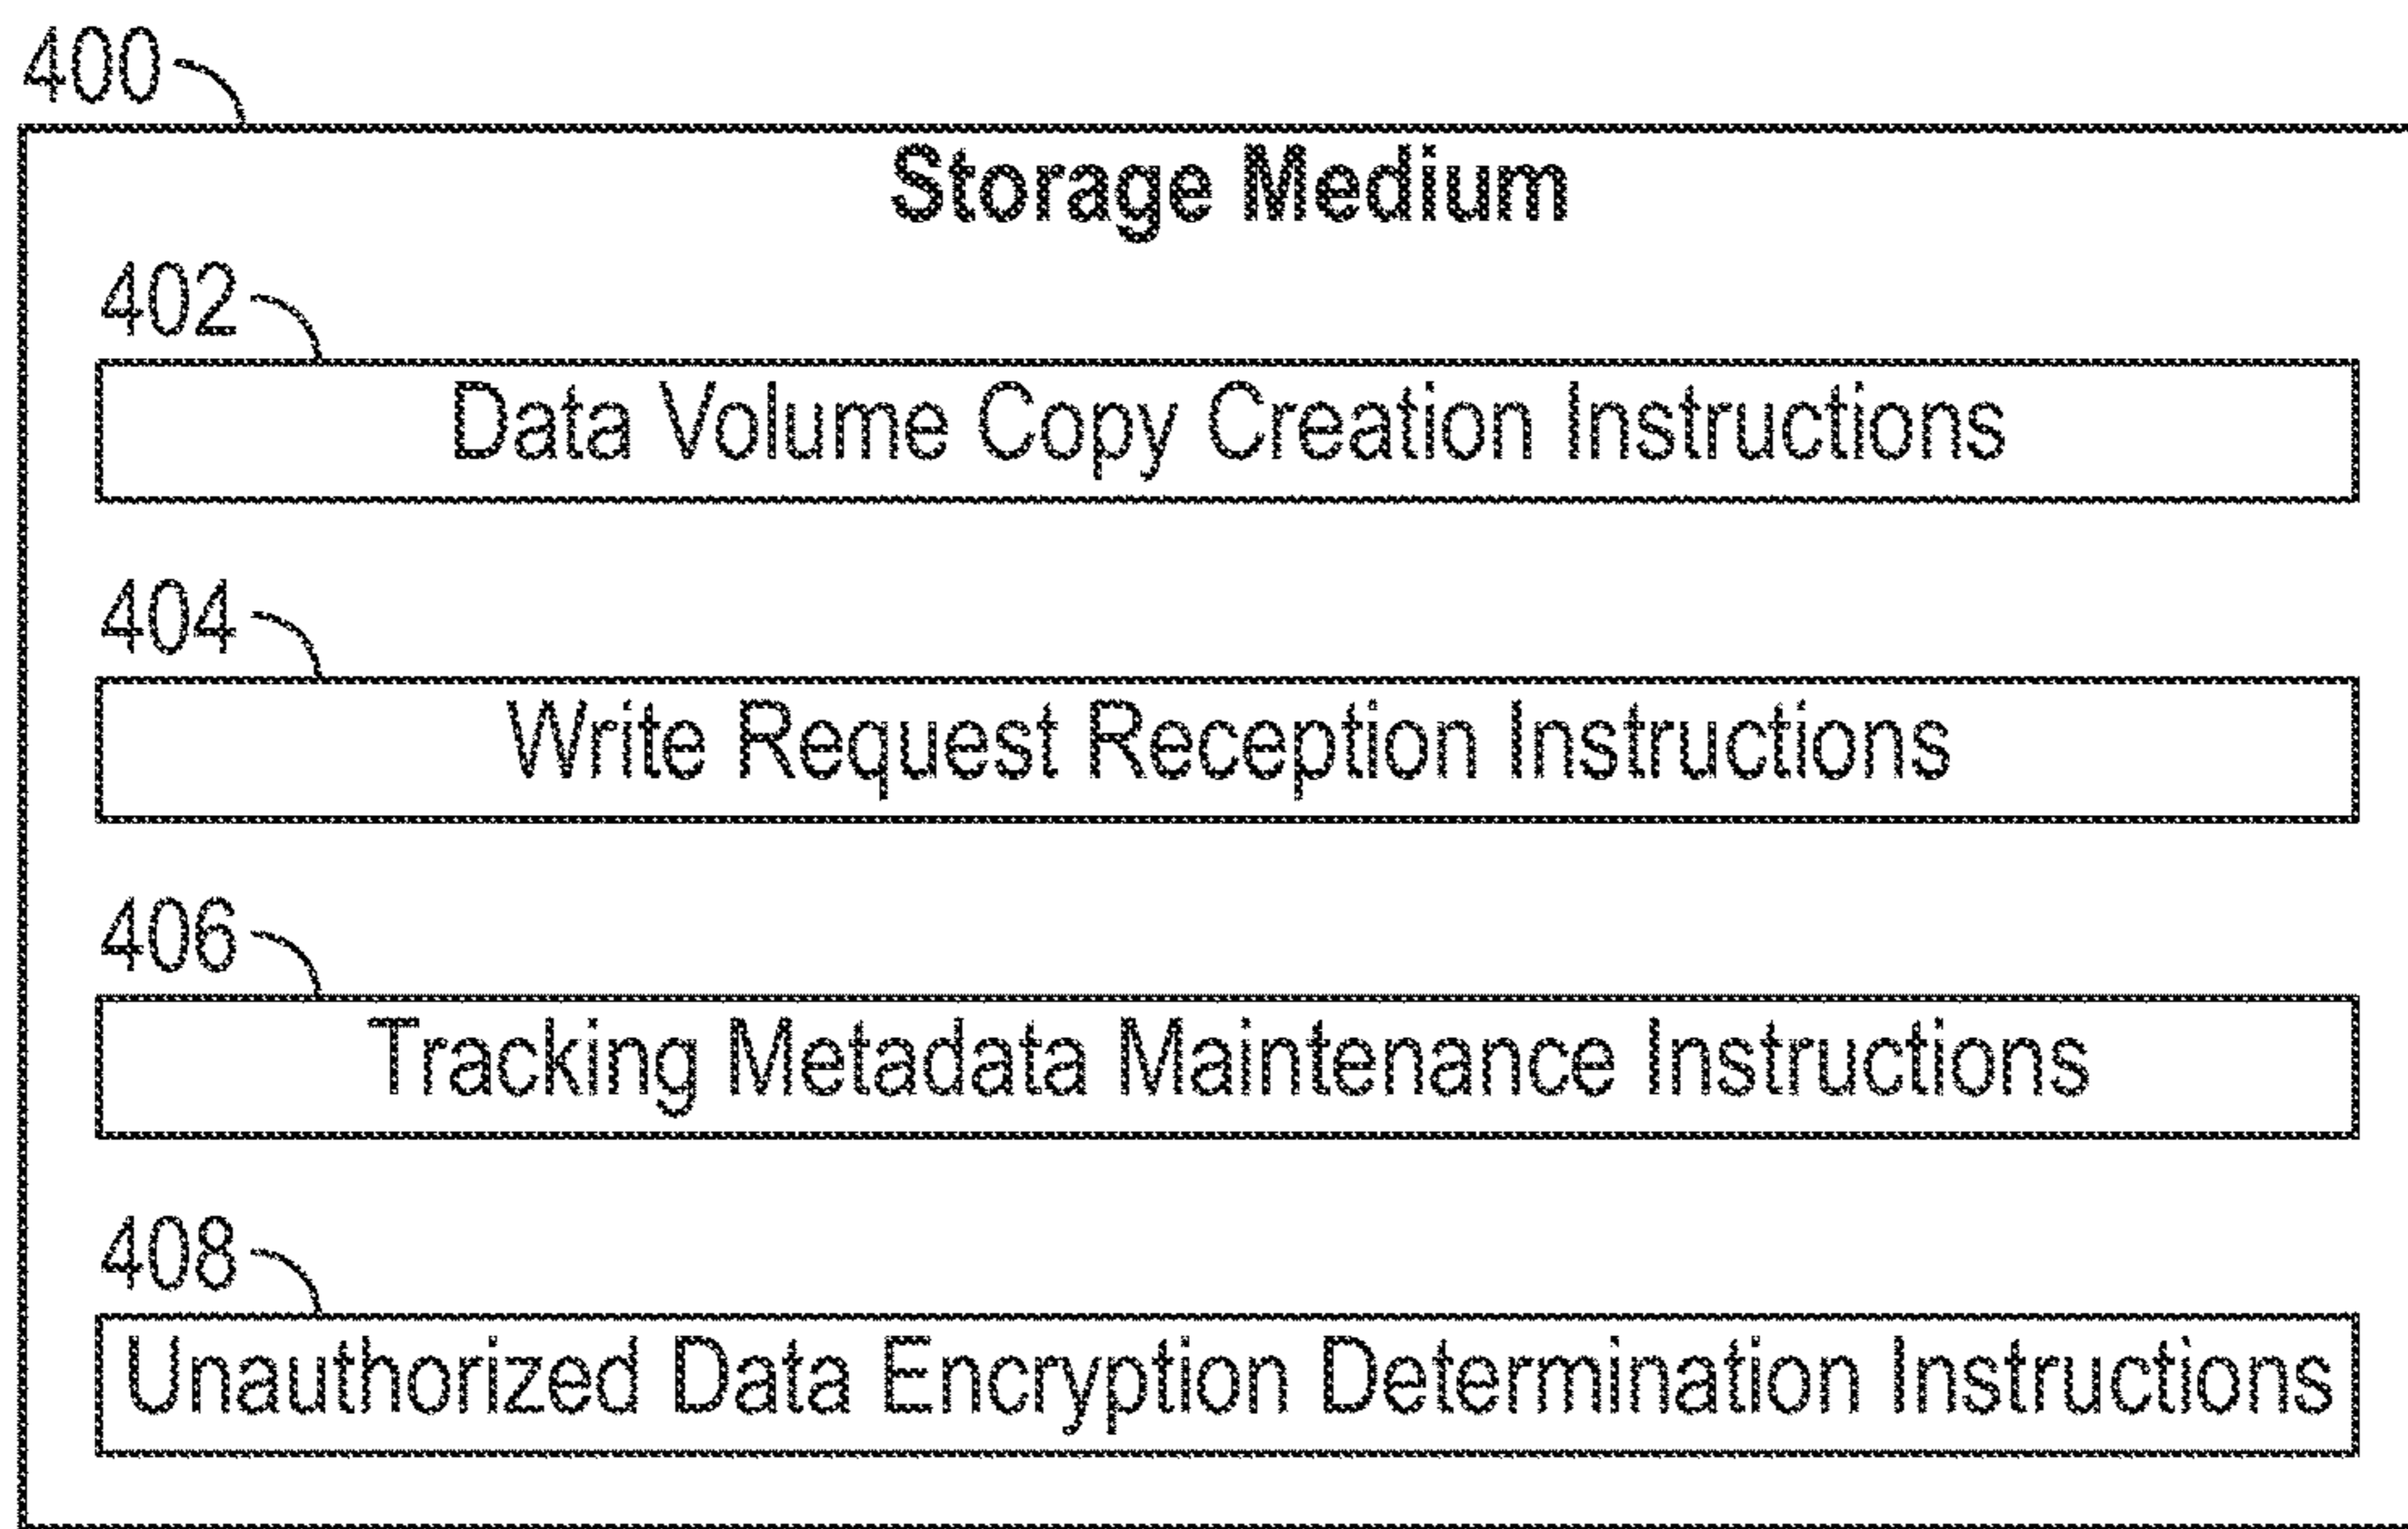 400
Storage Medium
402
Data Volume Copy Creation Instructions
404
Write Request Reception Instructions
406
Tracking Metadata Maintenance Instructions
408
Unauthorized Data Encryption Determination Instructions